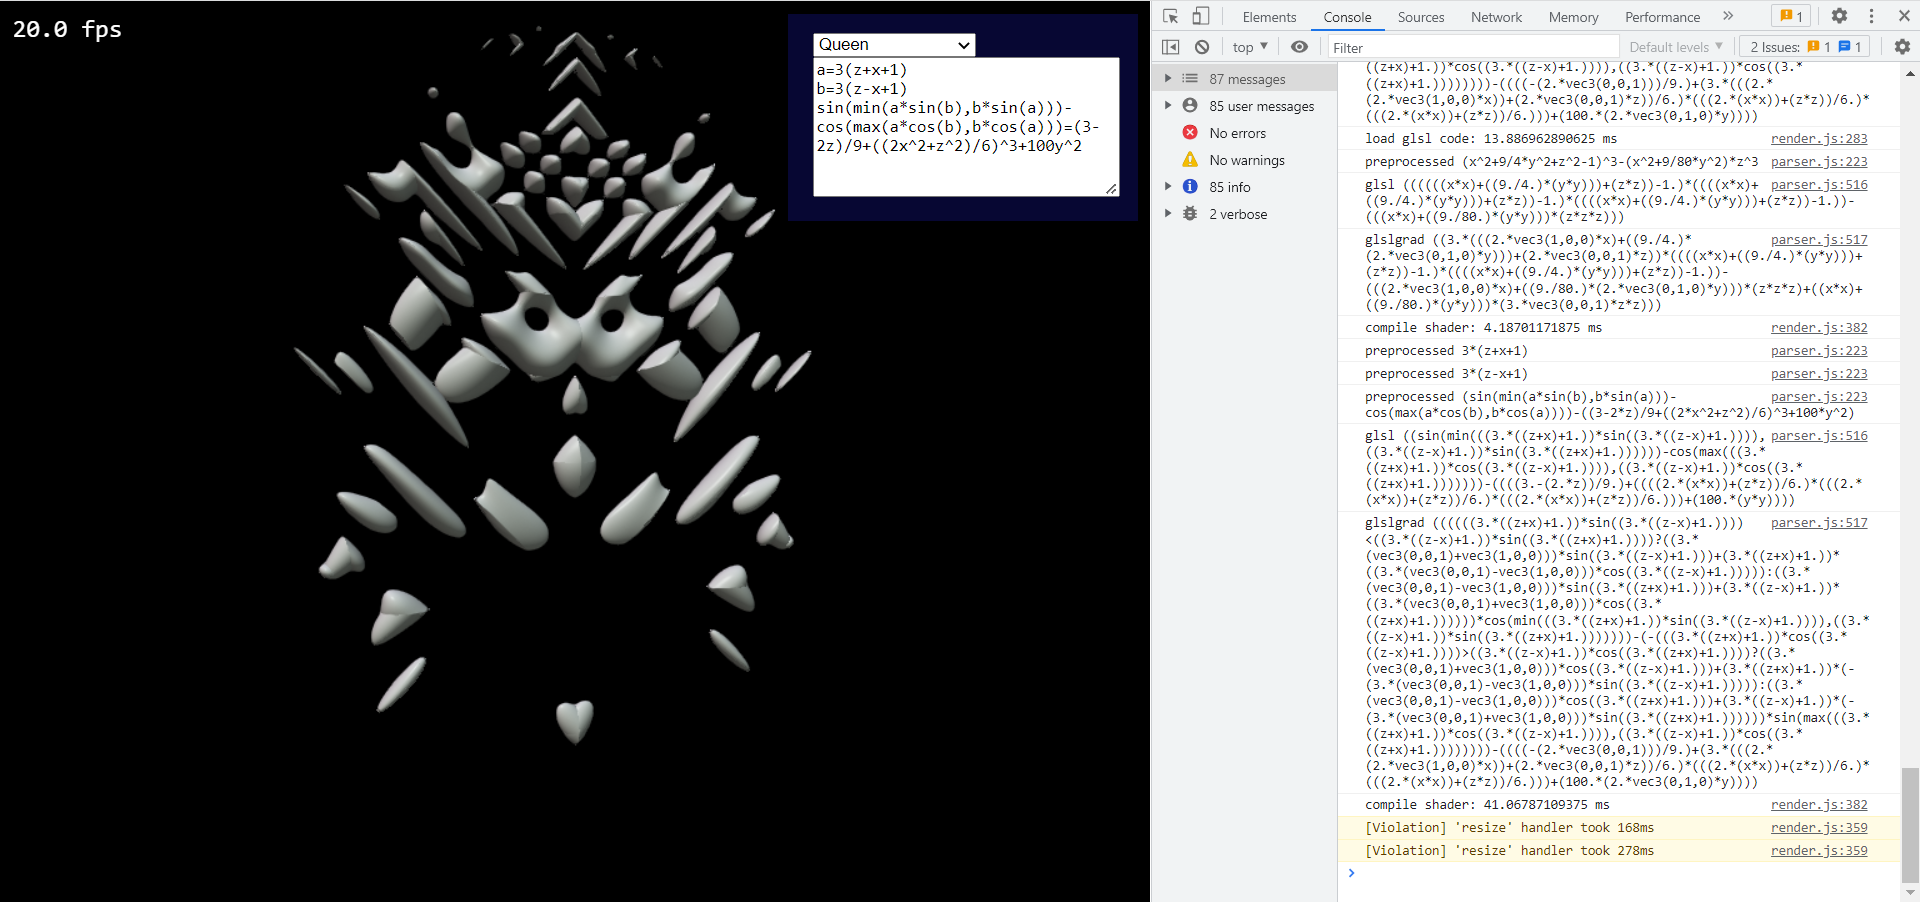 20.0 fps
Queen
a=3(z+x+1)
b=3(z-x+1)
sin(min(a*sin(b),b*sin(a)))-
cos(max(a*cos(b),b*cos(a)))=(3-
2z)/9+((2x^2+z^2)/6)^3+100y^2
Elements Console Sources Network Memory Performance » 1
top Filter Default levels 2 Issues: 1 1
87 messages
85 user messages
No errors
No warnings
85 info
2 verbose
((z+x)+1.))*cos((3.*((z-x)+1.)))),((3.*((z-x)+1.))*cos((3.*
((z+x)+1.))))))))-((((-(2.*vec3(0,0,1)))/9.)+(3.*(((2.*
(2.*vec3(1,0,0)*x))+(2.*vec3(0,0,1)*z))/6.)*(((2.*(x*x))+(z*z))/6.)*
(((2.*(x*x))+(z*z))/6.)))+(100.*(2.*vec3(0,1,0)*y))))
load glsl code: 13.886962890625 ms render.js:283
preprocessed (x^2+9/4*y^2+z^2-1)^3-(x^2+9/80*y^2)*z^3 parser.js:223
glsl ((((((x*x)+((9./4.)*(y*y)))+(z*z))-1.)*((((x*x)+ parser.js:516
((9./4.)*(y*y)))+(z*z))-1.)*((((x*x)+((9./4.)*(y*y)))+(z*z))-1.))-
(((x*x)+((9./80.)*(y*y)))*(z*z*z)))
glslgrad ((3.*(((2.*vec3(1,0,0)*x)+((9./4.)* parser.js:517
(2.*vec3(0,1,0)*y)))+(2.*vec3(0,0,1)*z))*((((x*x)+((9./4.)*(y*y)))+
(z*z))-1.)*((((x*x)+((9./4.)*(y*y)))+(z*z))-1.))-
(((2.*vec3(1,0,0)*x)+((9./80.)*(2.*vec3(0,1,0)*y)))*(z*z*z)+((x*x)+
((9./80.)*(y*y)))*(3.*vec3(0,0,1)*z*z)))
compile shader: 4.18701171875 ms render.js:382
preprocessed 3*(z+x+1) parser.js:223
preprocessed 3*(z-x+1) parser.js:223
preprocessed (sin(min(a*sin(b),b*sin(a)))- parser.js:223
cos(max(a*cos(b),b*cos(a))))-((3-2*z)/9+((2*x^2+z^2)/6)^3+100*y^2)
glsl ((sin(min(((3.*((z+x)+1.))*sin((3.*((z-x)+1.)))), parser.js:516
((3.*((z-x)+1.))*sin((3.*((z+x)+1.))))))-cos(max(((3.*
((z+x)+1.))*cos((3.*((z-x)+1.)))),((3.*((z-x)+1.))*cos((3.*
((z+x)+1.)))))))-((((3.-(2.*z))/9.)+((((2.*(x*x))+(z*z))/6.)*(((2.*
(x*x))+(z*z))/6.)*(((2.*(x*x))+(z*z))/6.)))+(100.*(y*y))))
glslgrad ((((((3.*((z+x)+1.))*sin((3.*((z-x)+1.)))) parser.js:517
<((3.*((z-x)+1.))*sin((3.*((z+x)+1.))))?((3.*
(vec3(0,0,1)+vec3(1,0,0)))*sin((3.*((z-x)+1.)))+(3.*((z+x)+1.))*
((3.*(vec3(0,0,1)-vec3(1,0,0)))*cos((3.*((z-x)+1.))))):((3.*
(vec3(0,0,1)-vec3(1,0,0)))*sin((3.*((z+x)+1.)))+(3.*((z-x)+1.))*
((3.*(vec3(0,0,1)+vec3(1,0,0)))*cos((3.*
((z+x)+1.))))))*cos(min(((3.*((z+x)+1.))*sin((3.*((z-x)+1.)))),((3.*
((z-x)+1.))*sin((3.*((z+x)+1.)))))))-(-(((3.*((z+x)+1.))*cos((3.*
((z-x)+1.))))>((3.*((z-x)+1.))*cos((3.*((z+x)+1.))))?((3.*
(vec3(0,0,1)+vec3(1,0,0)))*cos((3.*((z-x)+1.)))+(3.*((z+x)+1.))*(-
(3.*(vec3(0,0,1)-vec3(1,0,0)))*sin((3.*((z-x)+1.))))):((3.*
(vec3(0,0,1)-vec3(1,0,0)))*cos((3.*((z+x)+1.)))+(3.*((z-x)+1.))*(-
(3.*(vec3(0,0,1)+vec3(1,0,0)))*sin((3.*((z+x)+1.))))))*sin(max(((3.*
((z+x)+1.))*cos((3.*((z-x)+1.)))),((3.*((z-x)+1.))*cos((3.*
((z+x)+1.))))))))-((((-(2.*vec3(0,0,1)))/9.)+(3.*(((2.*
(2.*vec3(1,0,0)*x))+(2.*vec3(0,0,1)*z))/6.)*(((2.*(x*x))+(z*z))/6.)*
(((2.*(x*x))+(z*z))/6.)))+(100.*(2.*vec3(0,1,0)*y))))
compile shader: 41.06787109375 ms render.js:382
[Violation] 'resize' handler took 168ms render.js:359
[Violation] 'resize' handler took 278ms render.js:359